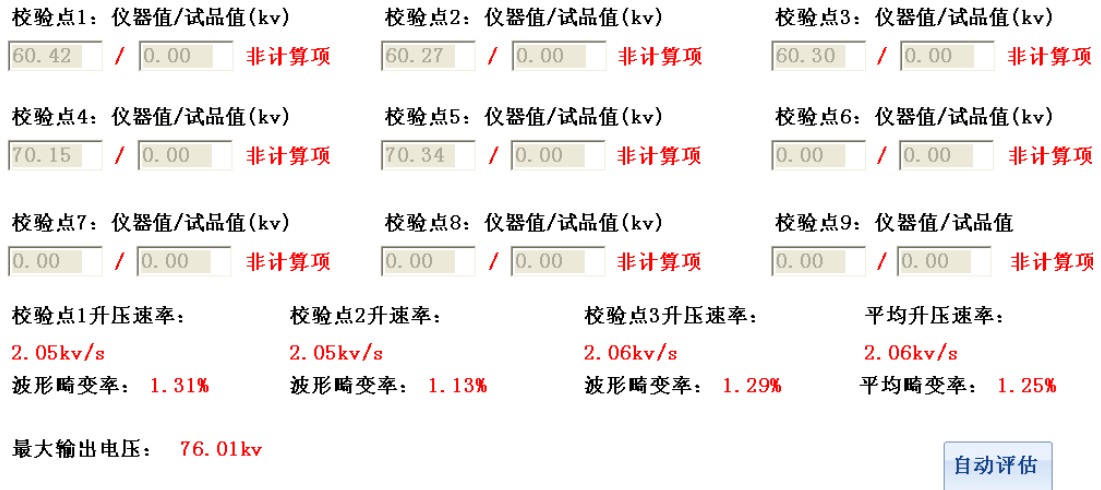 校验点1：仪器值/试品值(kv) 校验点2：仪器值/试品值(kv) 校验点3：仪器值/试品值(kv)
60.42 / 0.00 非计算项 60.27 / 0.00 非计算项 60.30 / 0.00 非计算项
校验点4：仪器值/试品值(kv) 校验点5：仪器值/试品值(kv) 校验点6：仪器值/试品值(kv)
70.15 / 0.00 非计算项 70.34 / 0.00 非计算项 0.00 / 0.00 非计算项
校验点7：仪器值/试品值(kv) 校验点8：仪器值/试品值(kv) 校验点9：仪器值/试品值
0.00 / 0.00 非计算项 0.00 / 0.00 非计算项 0.00 / 0.00 非计算项
校验点1升压速率： 校验点2升速率： 校验点3升压速率： 平均升压速率：
2.05kv/s 2.05kv/s 2.06kv/s 2.06kv/s
波形畸变率： 1.31% 波形畸变率： 1.13% 波形畸变率： 1.29% 平均畸变率： 1.25%
最大输出电压： 76.01kv
自动评估